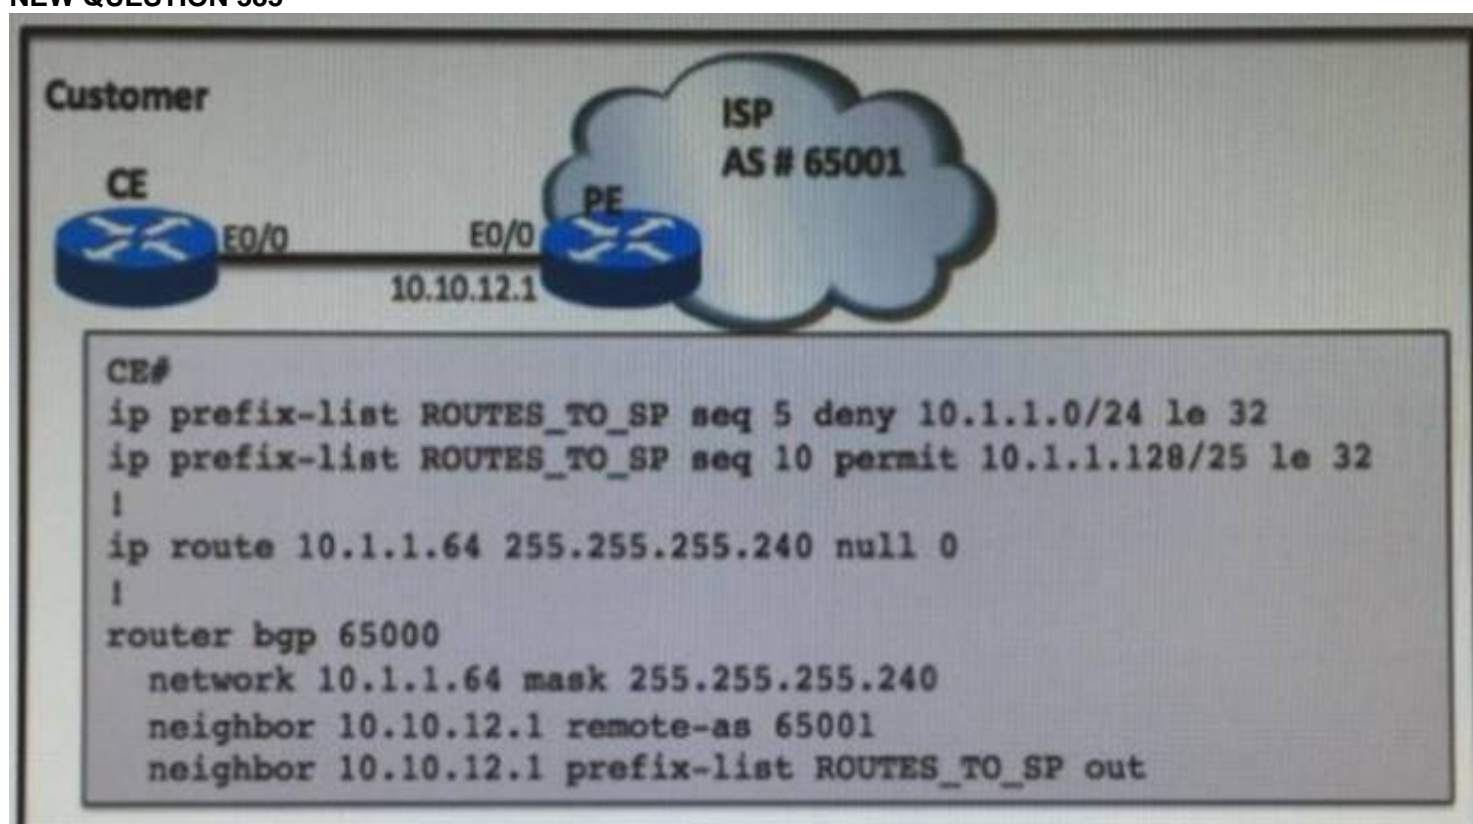 NEW QUESTION 385
Customer
ISP
AS # 65001
CE
PE
E0/0
E0/0
10.10.12.1
CE#
ip prefix-list ROUTES_TO_SP seq 5 deny 10.1.1.0/24 le 32
ip prefix-list ROUTES_TO_SP seq 10 permit 10.1.1.128/25 le 32
!
ip route 10.1.1.64 255.255.255.240 null 0
!
router bgp 65000
network 10.1.1.64 mask 255.255.255.240
neighbor 10.10.12.1 remote-as 65001
neighbor 10.10.12.1 prefix-list ROUTES_TO_SP out